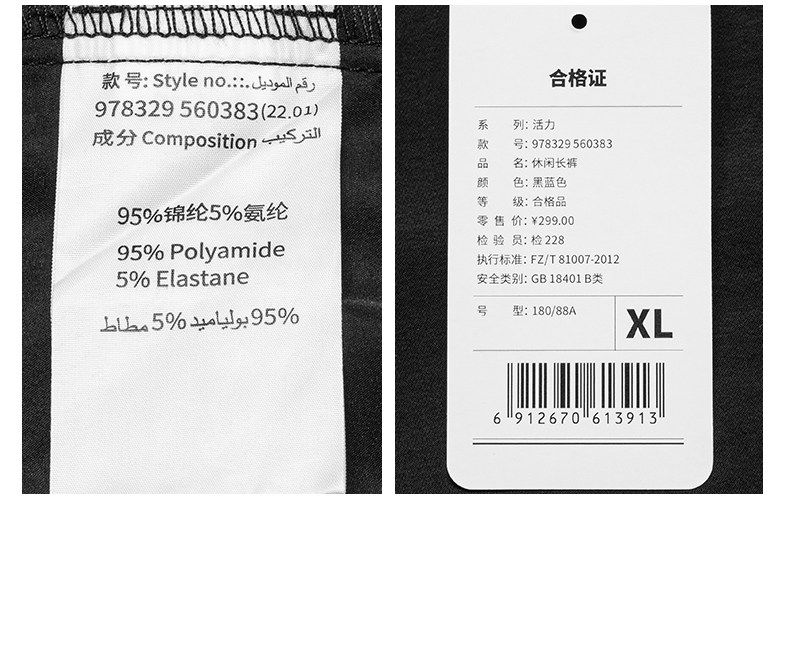 款 号: Style no.::. رقم الموديل
978329 560383(22.01)
成分 Composition التركيب
95%锦纶5%氨纶
95% Polyamide
5% Elastane
95%بولياميد 5% مطاط
合格证
系 列: 活力
款 号: 978329 560383
品 名: 休闲长裤
颜 色: 黑蓝色
等 级: 合格品
零 售 价: ¥299.00
检 验 员: 检 228
执行标准: FZ/T 81007-2012
安全类别: GB 18401 B类
号 型: 180/88A
XL
6 912670 613913